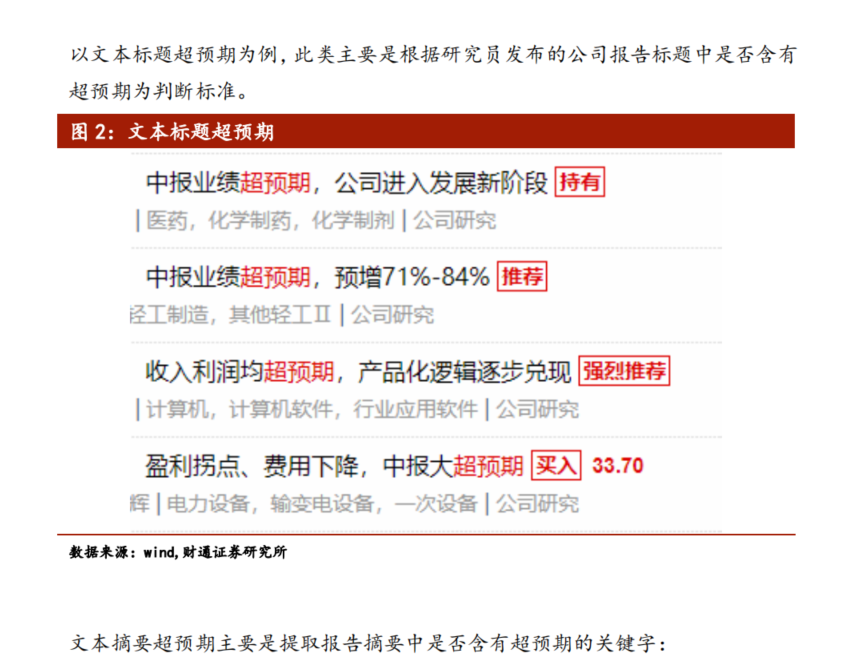 以文本标题超预期为例,此类主要是根据研究员发布的公司报告标题中是否含有
超预期为判断标准。
图 2：文本标题超预期
中报业绩超预期，公司进入发展新阶段 持有
| 医药，化学制药，化学制剂 | 公司研究
中报业绩超预期，预增71%-84% 推荐
轻工制造，其他轻工Ⅱ | 公司研究
收入利润均超预期，产品化逻辑逐步兑现 强烈推荐
| 计算机，计算机软件，行业应用软件 | 公司研究
盈利拐点、费用下降，中报大超预期 买入 33.70
辉 | 电力设备，输变电设备，一次设备 | 公司研究
数据来源：wind,财通证券研究所
文本摘要超预期主要是提取报告摘要中是否含有超预期的关键字：